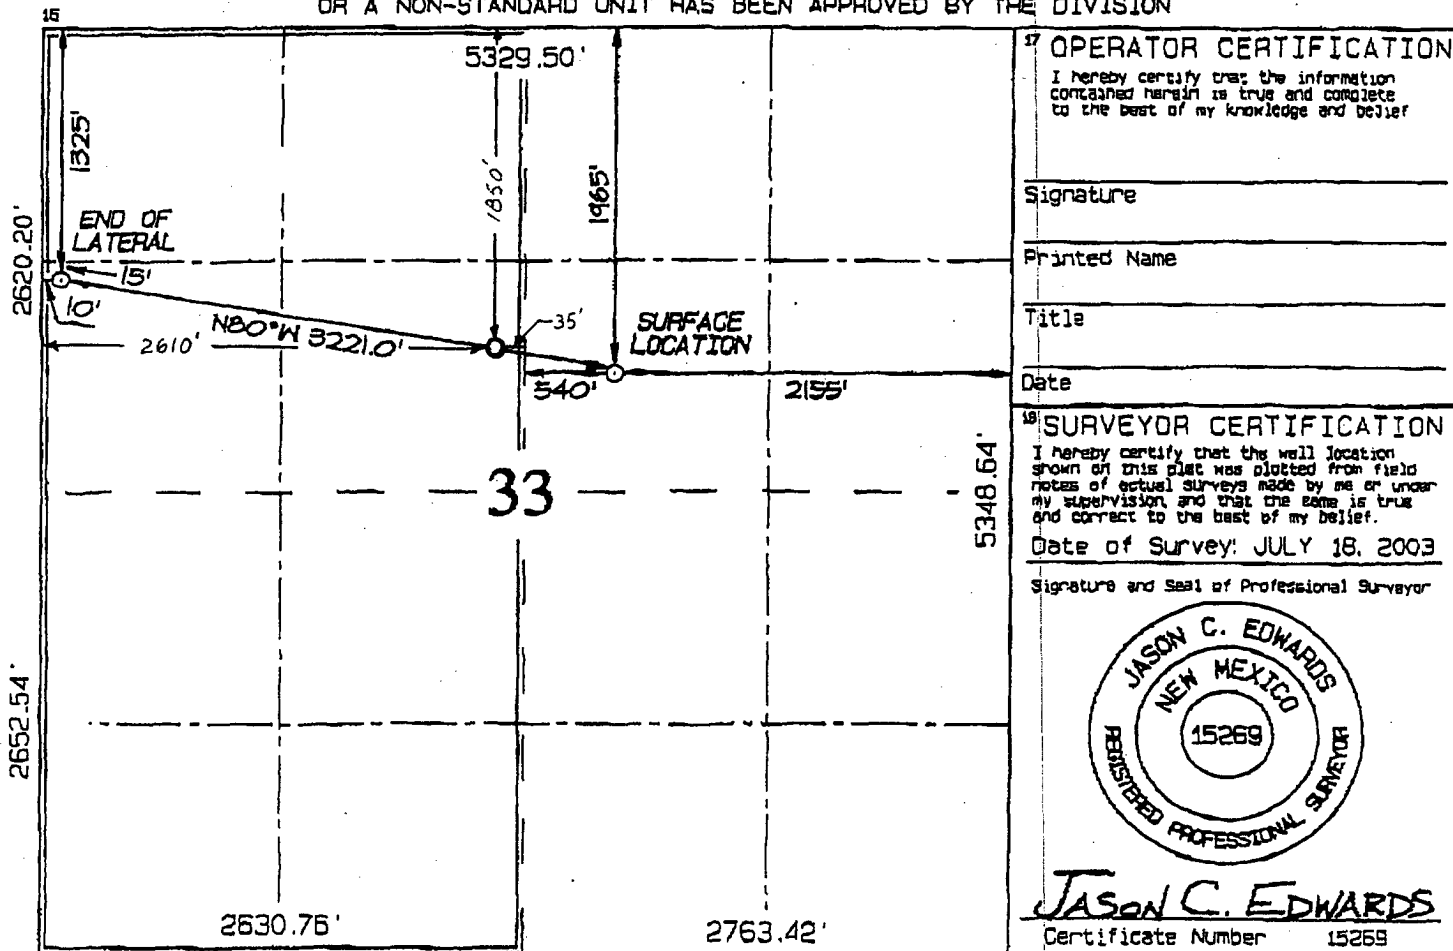 OR A NON-STANDARD UNIT HAS BEEN APPROVED BY THE DIVISION
15
5329.50'
1325'
1850'
1965'
END OF
LATERAL
15'
10'
2620.20'
N80°W 3221.0'
2610'
35'
SURFACE
LOCATION
540'
2155'
33
5348.64'
2652.54'
2630.76'
2763.42'
17 OPERATOR CERTIFICATION
I hereby certify that the information
contained herein is true and complete
to the best of my knowledge and belief
Signature
Printed Name
Title
Date
18 SURVEYOR CERTIFICATION
I hereby certify that the well location
shown on this plat was plotted from field
notes of actual surveys made by me or under
my supervision, and that the same is true
and correct to the best of my belief.
Date of Survey: JULY 18, 2003
Signature and Seal of Professional Surveyor
JASON C. EDWARDS
NEW MEXICO
15269
REGISTERED PROFESSIONAL SURVEYOR
JASON C. EDWARDS
Certificate Number 15269